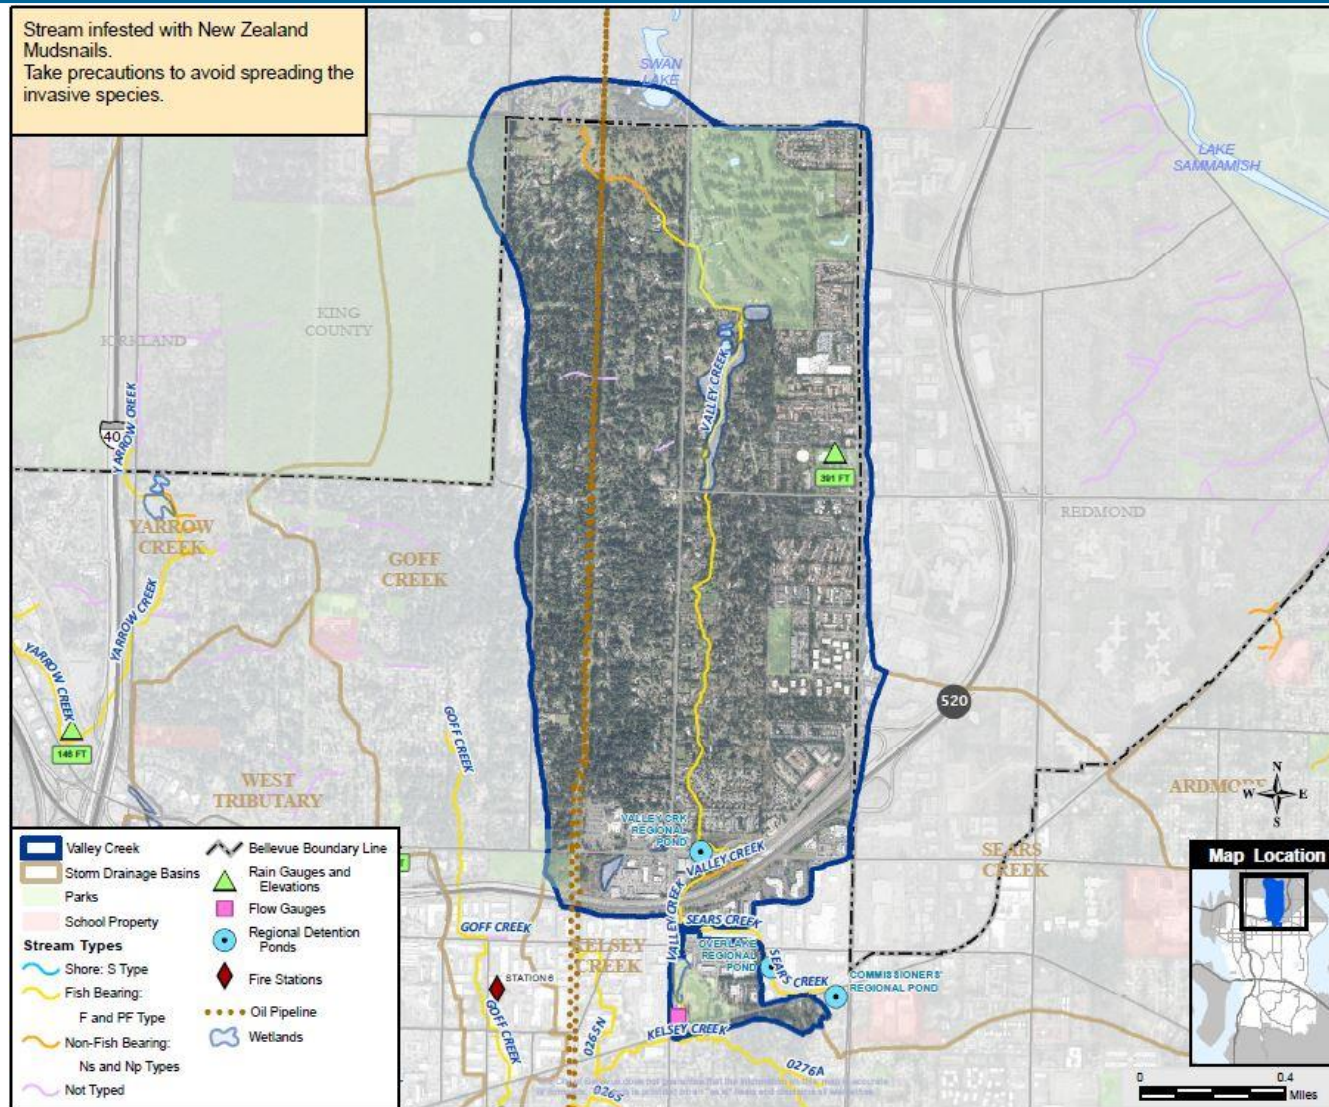 Stream infested with New Zealand
Mudsnails.
Take precautions to avoid spreading the
invasive species.
SWAN
LAKE
LAKE
SAMMAMISH
KING
COUNTY
KIRKLAND
40
YARROW CREEK
VALLEY CREEK
391 FT
REDMOND
YARROW
CREEK
GOFF
CREEK
YARROW CREEK
YARROW CREEK
146 FT
GOFF CREEK
520
WEST
TRIBUTARY
ARDMORE
N
W E
S
VALLEY CRK
REGIONAL
POND
VALLEY CREEK
SEARS
CREEK
VALLEY CREEK
SEARS CREEK
GOFF CREEK
KELSEY
CREEK
OVERLAKE
REGIONAL
POND
SEARS CREEK
COMMISSIONERS'
REGIONAL POND
STATION 6
GOFF CREEK
KELSEY CREEK
0265N
0276A
0265
Valley Creek
Storm Drainage Basins
Parks
School Property
Stream Types
Shore: S Type
Fish Bearing:
F and PF Type
Non-Fish Bearing:
Ns and Np Types
Not Typed
Bellevue Boundary Line
Rain Gauges and
Elevations
Flow Gauges
Regional Detention
Ponds
Fire Stations
Oil Pipeline
Wetlands
Map Location
0 0.4
Miles